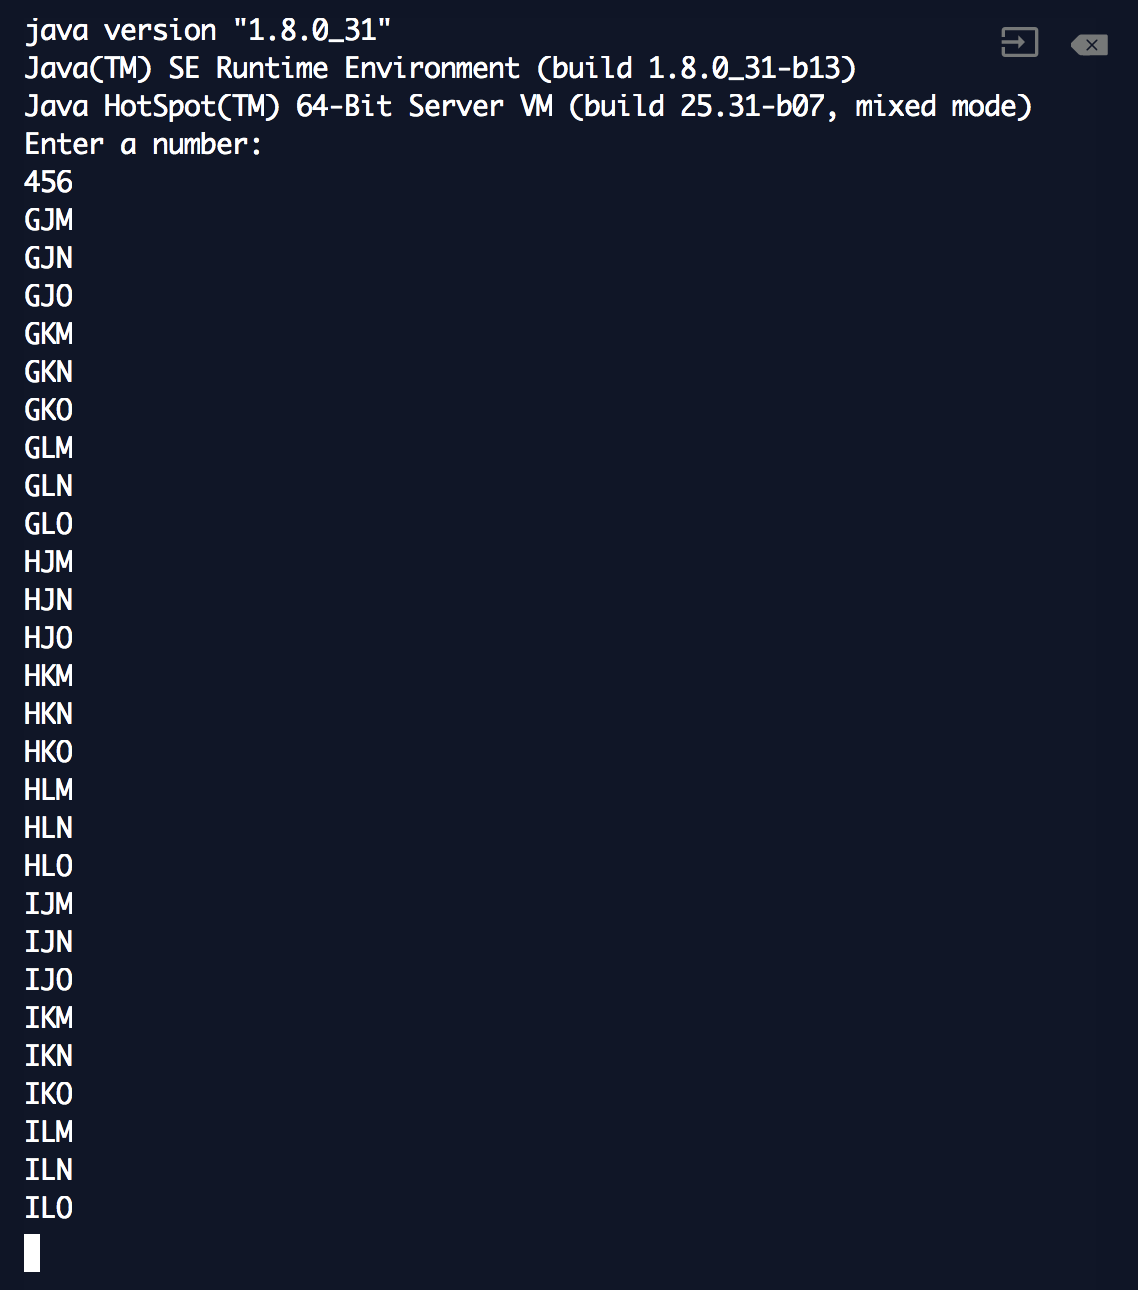 java version "1.8.0_31"
Java(TM) SE Runtime Environment (build 1.8.0_31-b13)
Java HotSpot(TM) 64-Bit Server VM (build 25.31-b07, mixed mode)
Enter a number:
456
GJM
GJN
GJO
GKM
GKN
GKO
GLM
GLN
GLO
HJM
HJN
HJO
HKM
HKN
HKO
HLM
HLN
HLO
IJM
IJN
IJO
IKM
IKN
IKO
ILM
ILN
ILO